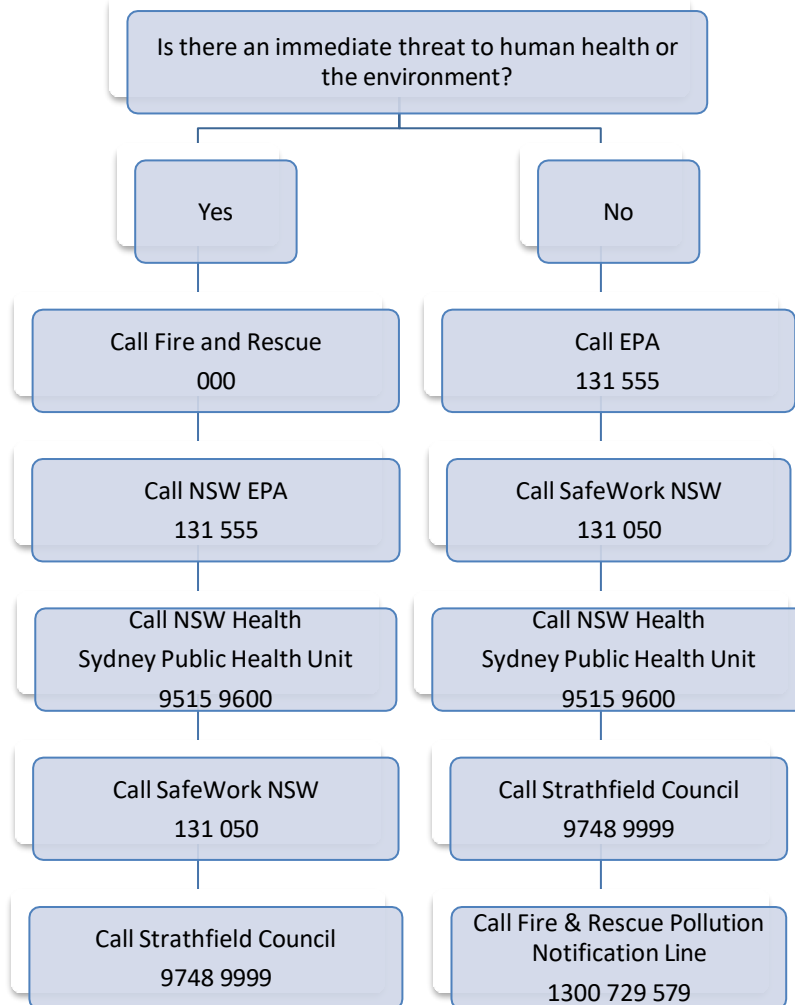 Is there an immediate threat to human health or
the environment?
Yes
No
Call Fire and Rescue
000
Call EPA
131 555
Call NSW EPA
131 555
Call SafeWork NSW
131 050
Call NSW Health
Sydney Public Health Unit
9515 9600
Call NSW Health
Sydney Public Health Unit
9515 9600
Call SafeWork NSW
131 050
Call Strathfield Council
9748 9999
Call Strathfield Council
9748 9999
Call Fire & Rescue Pollution
Notification Line
1300 729 579